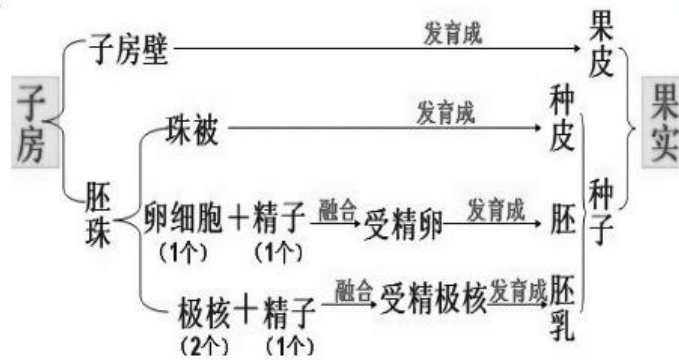 子房
子房壁
发育成
果皮
果实
胚珠
珠被
发育成
种皮
种子
卵细胞＋精子
融合
受精卵
发育成
胚
（1个）
（1个）
极核＋精子
融合
受精极核
发育成
胚乳
（2个）
（1个）